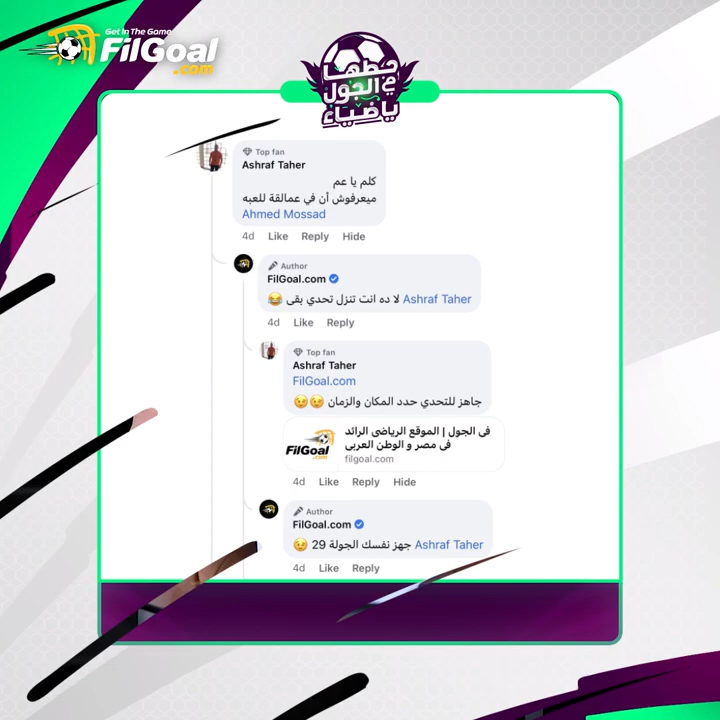 Get In The Game
FilGoal
.com
حطها
في الجول
يا ضياء
Top fan
Ashraf Taher
كلم يا عم
ميعرفوش أن في عمالقة للعبه
Ahmed Mossad
4d Like Reply Hide
Author
FilGoal.com
Ashraf Taher لا ده انت تنزل تحدي بقى 😂
4d Like Reply
Top fan
Ashraf Taher
FilGoal.com
جاهز للتحدي حدد المكان والزمان 😉😉
في الجول | الموقع الرياضي الرائد
في مصر و الوطن العربي
filgoal.com
FilGoal
.com
4d Like Reply Hide
Author
FilGoal.com
Ashraf Taher جهز نفسك الجولة 29 😉
4d Like Reply